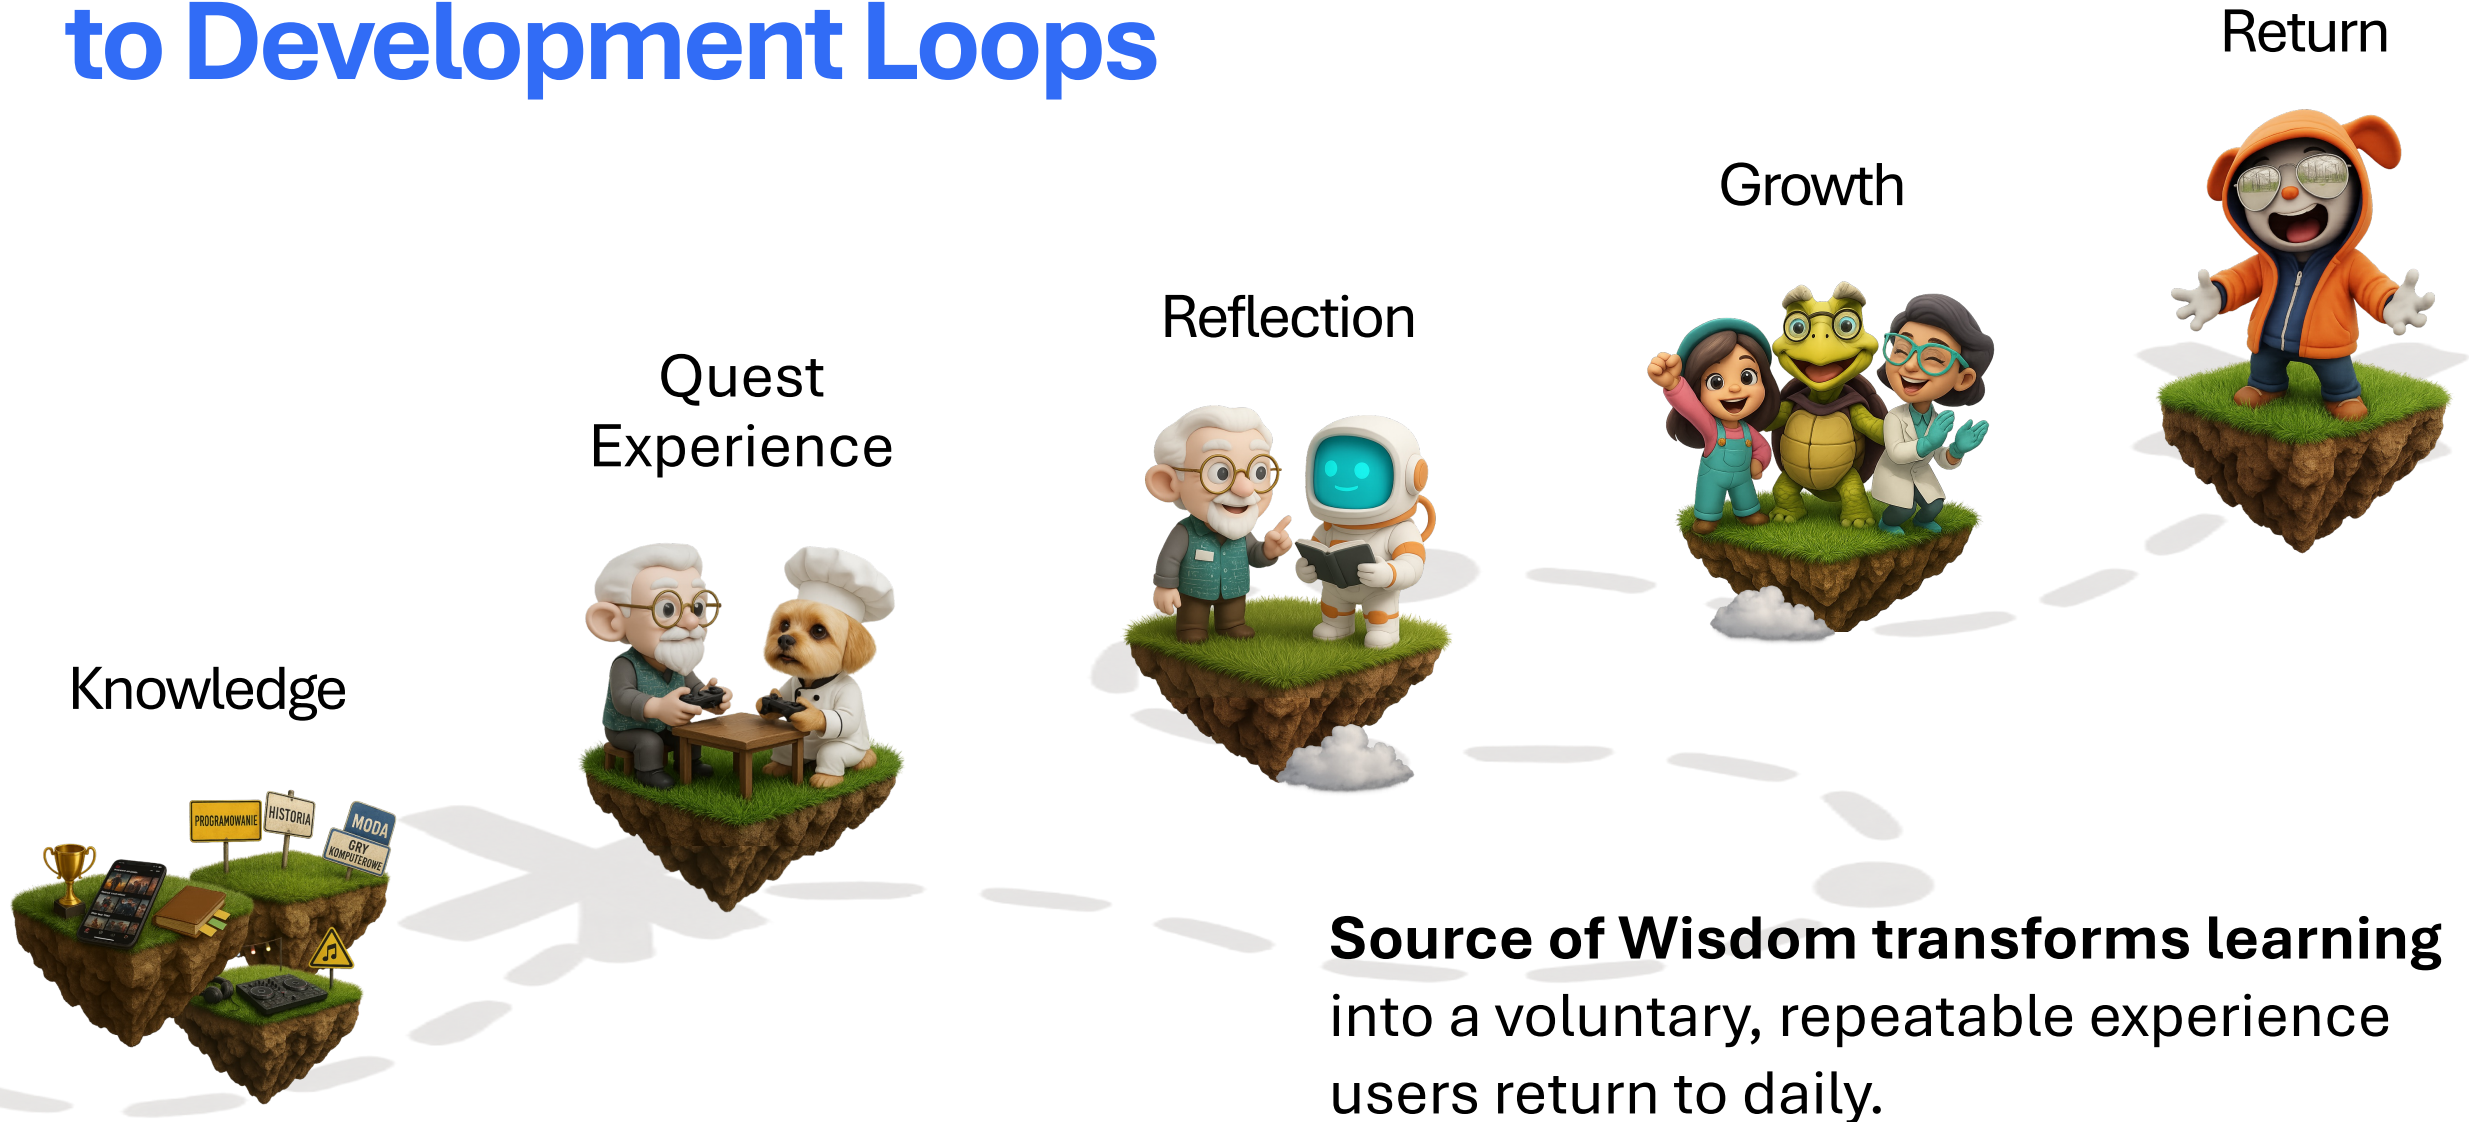 to Development Loops
Return
Growth
Reflection
Quest
Experience
Knowledge
PROGRAMOWANIE
HISTORIA
MODA
GRY
KOMPUTEROWE
Source of Wisdom transforms learning
into a voluntary, repeatable experience
users return to daily.